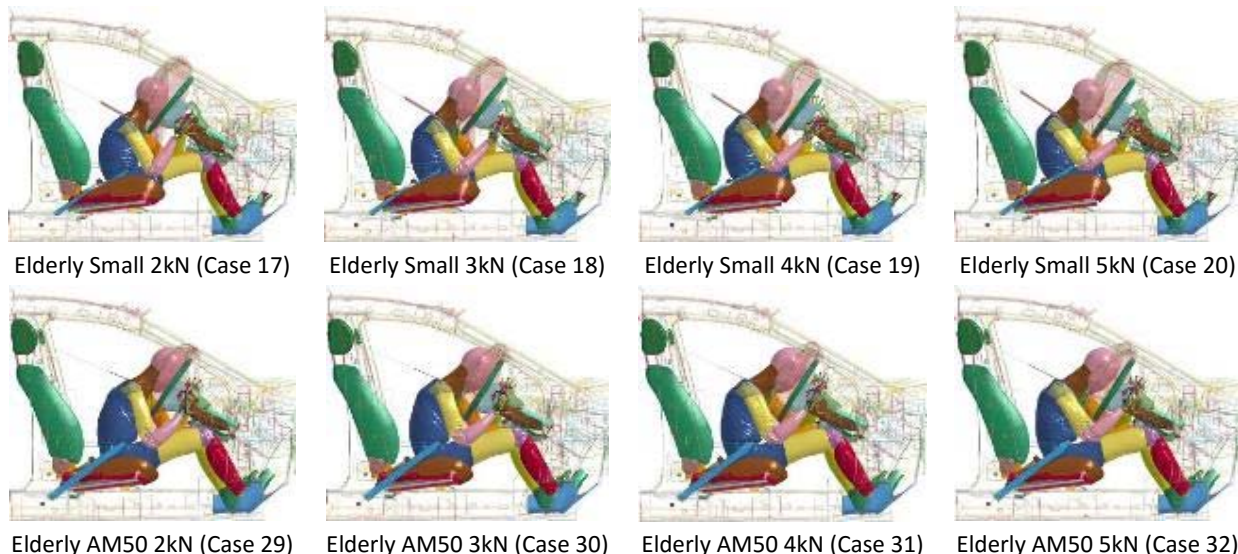 Elderly Small 2kN (Case 17) Elderly Small 3kN (Case 18) Elderly Small 4kN (Case 19) Elderly Small 5kN (Case 20)
Elderly AM50 2kN (Case 29) Elderly AM50 3kN (Case 30) Elderly AM50 4kN (Case 31) Elderly AM50 5kN (Case 32)